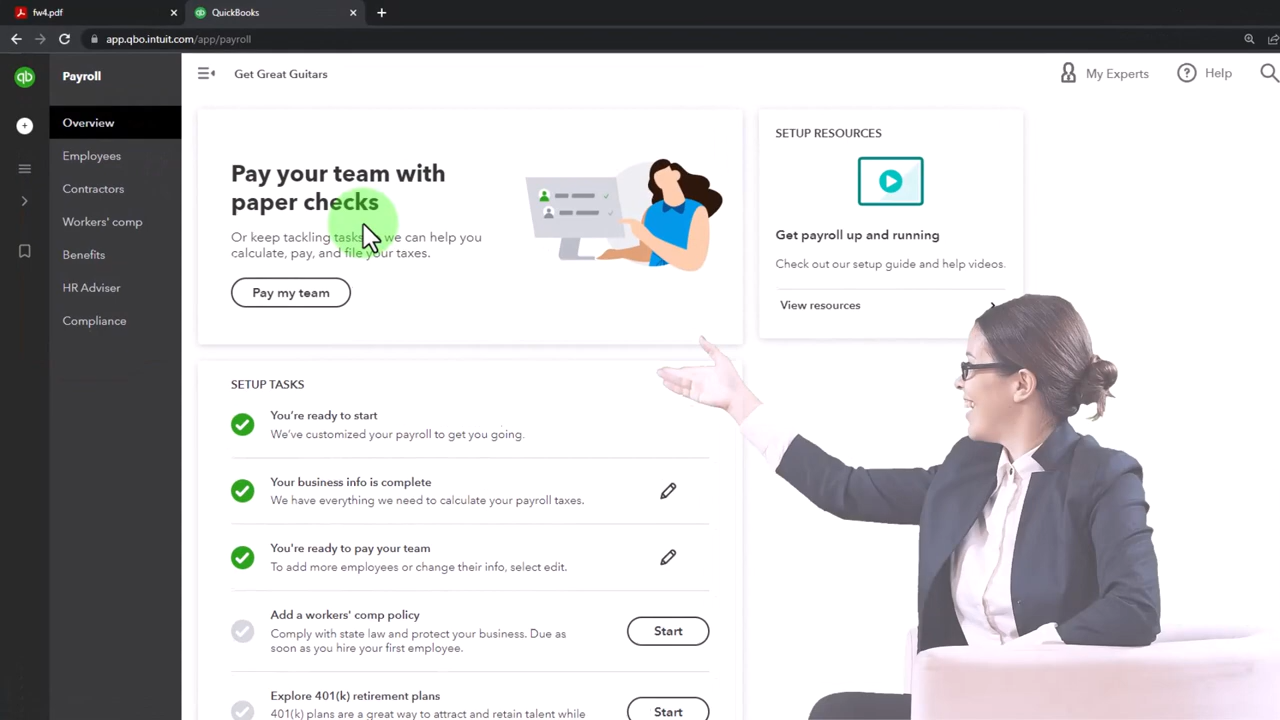 fw4.pdf
QuickBooks
app.qbo.intuit.com/app/payroll
qb
Payroll
Get Great Guitars
My Experts
Help
Overview
Employees
Contractors
Workers' comp
Benefits
HR Adviser
Compliance
Pay your team with
paper checks
Or keep tackling tasks we can help you
calculate, pay, and file your taxes.
Pay my team
SETUP RESOURCES
Get payroll up and running
Check out our setup guide and help videos.
View resources
SETUP TASKS
You're ready to start
We've customized your payroll to get you going.
Your business info is complete
We have everything we need to calculate your payroll taxes.
You're ready to pay your team
To add more employees or change their info, select edit.
Add a workers' comp policy
Comply with state law and protect your business. Due as
soon as you hire your first employee.
Start
Explore 401(k) retirement plans
401(k) plans are a great way to attract and retain talent while
Start